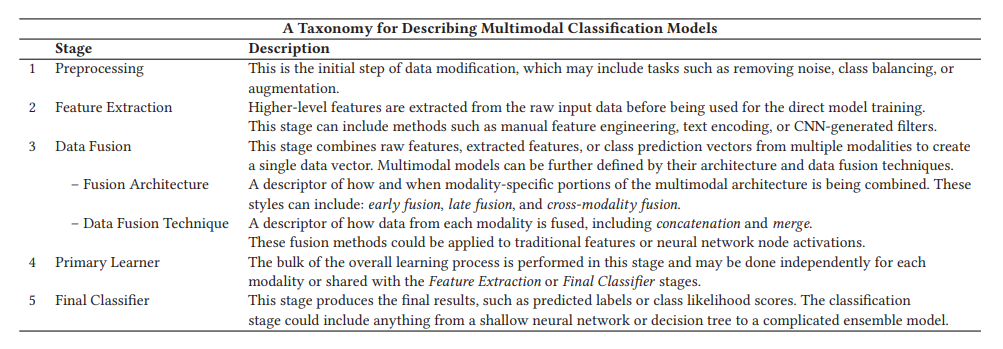 A Taxonomy for Describing Multimodal Classification Models
Stage Description
1 Preprocessing This is the initial step of data modification, which may include tasks such as removing noise, class balancing, or
augmentation.
2 Feature Extraction Higher-level features are extracted from the raw input data before being used for the direct model training.
This stage can include methods such as manual feature engineering, text encoding, or CNN-generated filters.
3 Data Fusion This stage combines raw features, extracted features, or class prediction vectors from multiple modalities to create
a single data vector. Multimodal models can be further defined by their architecture and data fusion techniques.
– Fusion Architecture A descriptor of how and when modality-specific portions of the multimodal architecture is being combined. These
styles can include: early fusion, late fusion, and cross-modality fusion.
– Data Fusion Technique A descriptor of how data from each modality is fused, including concatenation and merge.
These fusion methods could be applied to traditional features or neural network node activations.
4 Primary Learner The bulk of the overall learning process is performed in this stage and may be done independently for each
modality or shared with the Feature Extraction or Final Classifier stages.
5 Final Classifier This stage produces the final results, such as predicted labels or class likelihood scores. The classification
stage could include anything from a shallow neural network or decision tree to a complicated ensemble model.